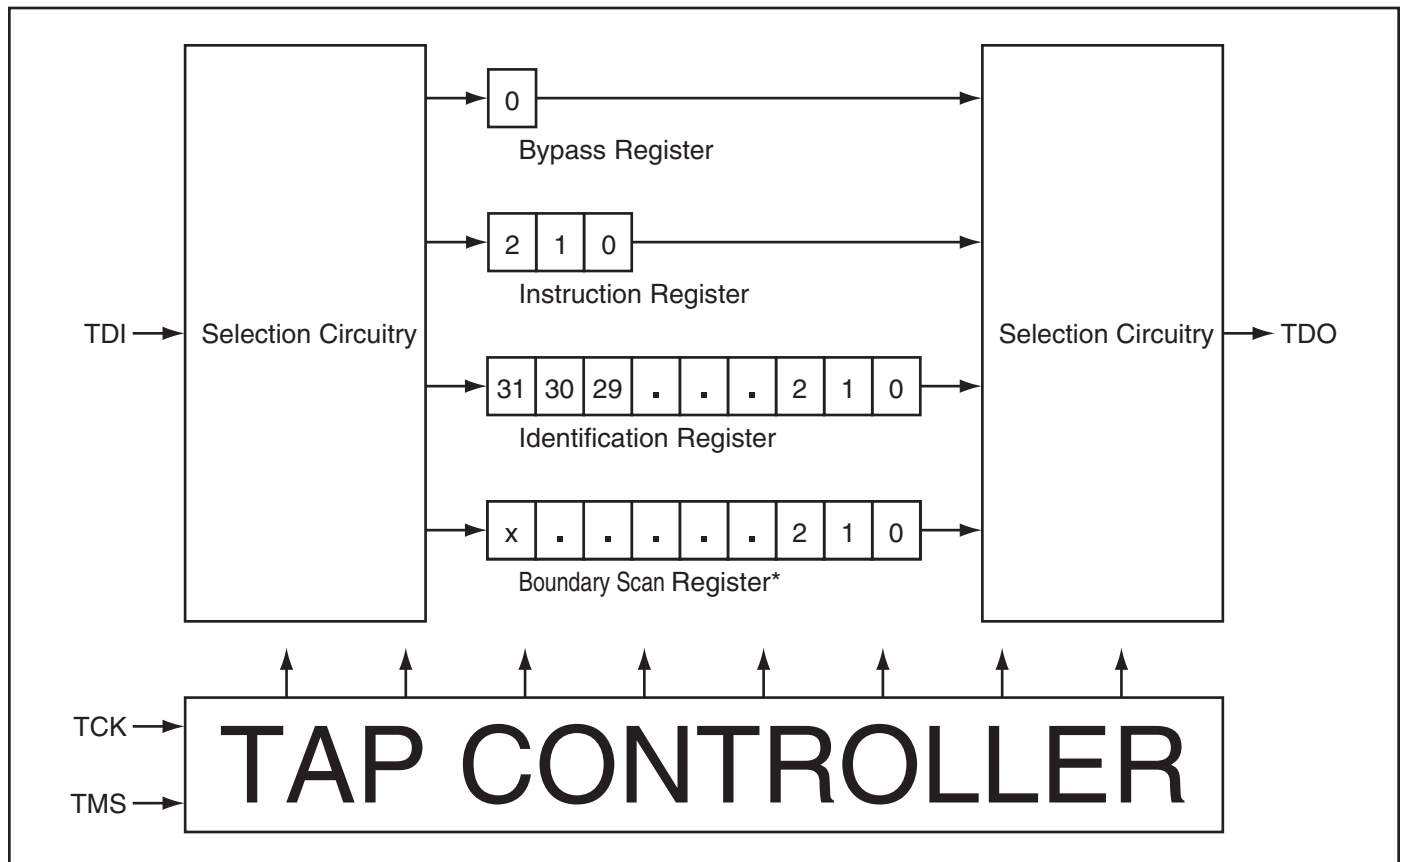 0
Bypass Register
2 1 0
Instruction Register
TDI
Selection Circuitry
Selection Circuitry
TDO
31 30 29 . . . 2 1 0
Identification Register
x . . . . . 2 1 0
Boundary Scan Register*
TCK
TMS
TAP CONTROLLER